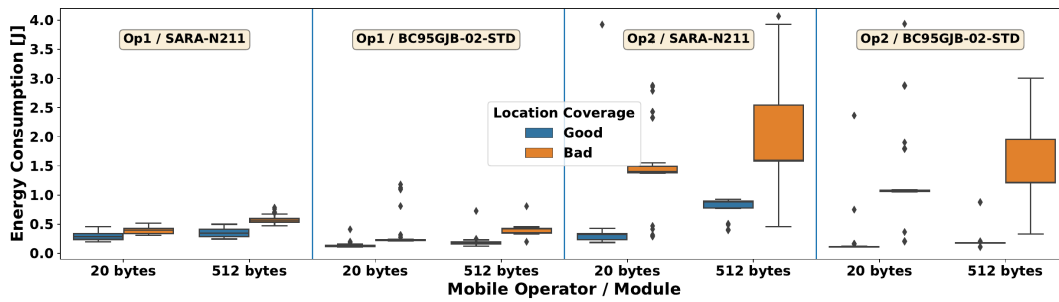 Energy Consumption [J]
4.0
3.5
3.0
2.5
2.0
1.5
1.0
0.5
0.0
Op1 / SARA-N211
Op1 / BC95GJB-02-STD
Op2 / SARA-N211
Op2 / BC95GJB-02-STD
Location Coverage
Good
Bad
20 bytes
512 bytes
20 bytes
512 bytes
20 bytes
512 bytes
20 bytes
512 bytes
Mobile Operator / Module